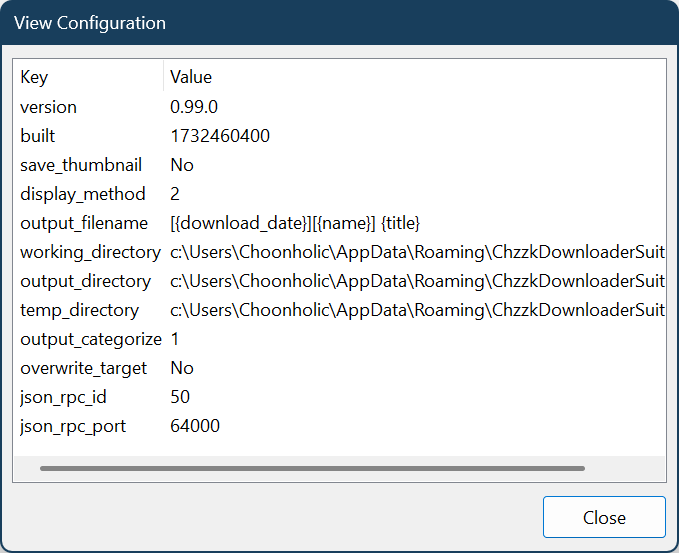 View Configuration
Key Value
version 0.99.0
built 1732460400
save_thumbnail No
display_method 2
output_filename [{download_date}][{name}] {title}
working_directory c:\Users\Choonholic\AppData\Roaming\ChzzkDownloaderSuit
output_directory c:\Users\Choonholic\AppData\Roaming\ChzzkDownloaderSuit
temp_directory c:\Users\Choonholic\AppData\Roaming\ChzzkDownloaderSuit
output_categorize 1
overwrite_target No
json_rpc_id 50
json_rpc_port 64000
Close